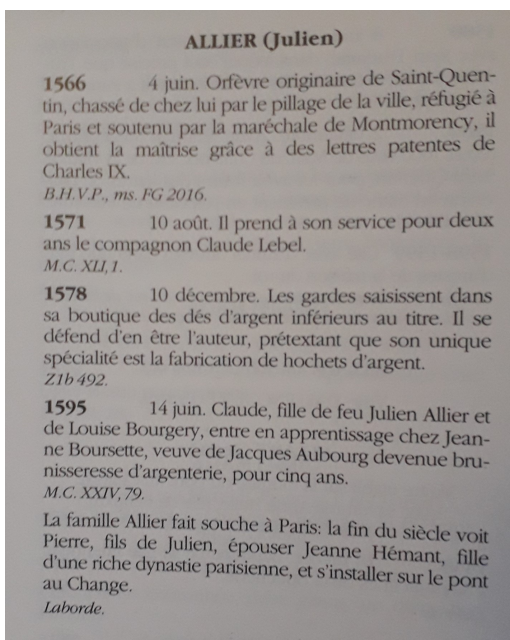 ALLIER (Julien)
1566 4 juin. Orfèvre originaire de Saint-Quen-
tin, chassé de chez lui par le pillage de la ville, réfugié à
Paris et soutenu par la maréchale de Montmorency, il
obtient la maîtrise grâce à des lettres patentes de
Charles IX.
B.H.V.P., ms. FG 2016.
1571 10 août. Il prend à son service pour deux
ans le compagnon Claude Lebel.
M.C. XLI, 1.
1578 10 décembre. Les gardes saisissent dans
sa boutique des dés d'argent inférieurs au titre. Il se
défend d'en être l'auteur, prétextant que son unique
spécialité est la fabrication de hochets d'argent.
Z1b 492.
1595 14 juin. Claude, fille de feu Julien Allier et
de Louise Bourgery, entre en apprentissage chez Jean-
ne Boursette, veuve de Jacques Aubourg devenue bru-
nisseresse d'argenterie, pour cinq ans.
M.C. XXIV, 79.
La famille Allier fait souche à Paris: la fin du siècle voit
Pierre, fils de Julien, épouser Jeanne Hémant, fille
d'une riche dynastie parisienne, et s'installer sur le pont
au Change.
Laborde.